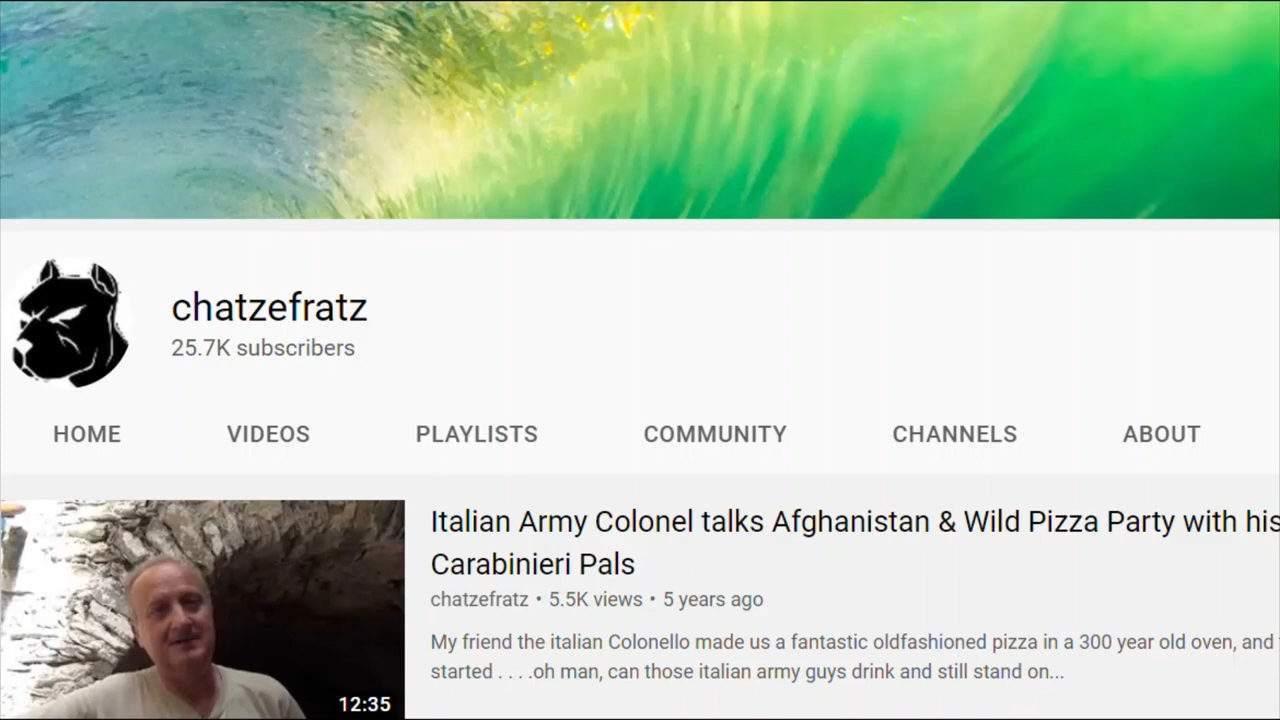 chatzefratz
25.7K subscribers
HOME VIDEOS PLAYLISTS COMMUNITY CHANNELS ABOUT
Italian Army Colonel talks Afghanistan & Wild Pizza Party with his
Carabinieri Pals
chatzefratz • 5.5K views • 5 years ago
My friend the italian Colonello made us a fantastic oldfashioned pizza in a 300 year old oven, and
started . . . .oh man, can those italian army guys drink and still stand on...
12:35